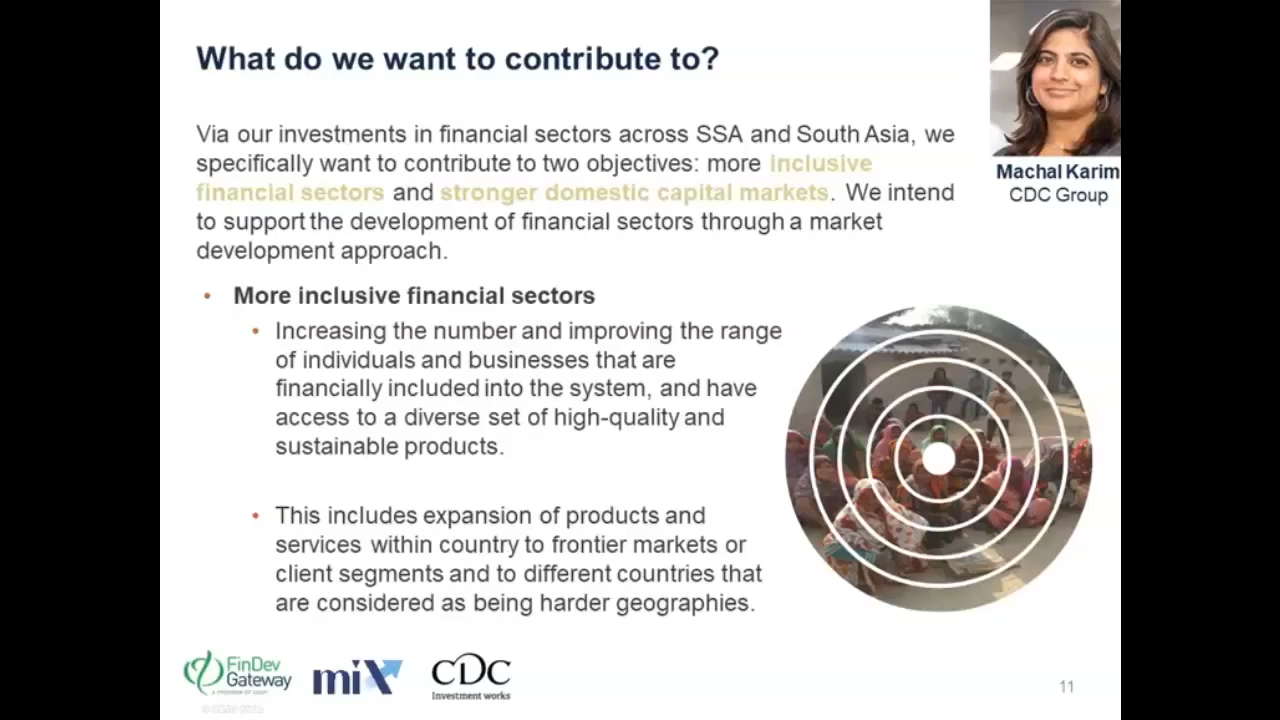 What do we want to contribute to?
Machal Karim
CDC Group
Via our investments in financial sectors across SSA and South Asia, we
specifically want to contribute to two objectives: more inclusive
financial sectors and stronger domestic capital markets. We intend
to support the development of financial sectors through a market
development approach.
• More inclusive financial sectors
• Increasing the number and improving the range
of individuals and businesses that are
financially included into the system, and have
access to a diverse set of high-quality and
sustainable products.
• This includes expansion of products and
services within country to frontier markets or
client segments and to different countries that
are considered as being harder geographies.
FinDev
Gateway
A PROGRAM OF CGAP
miX
CDC
Investment works
11